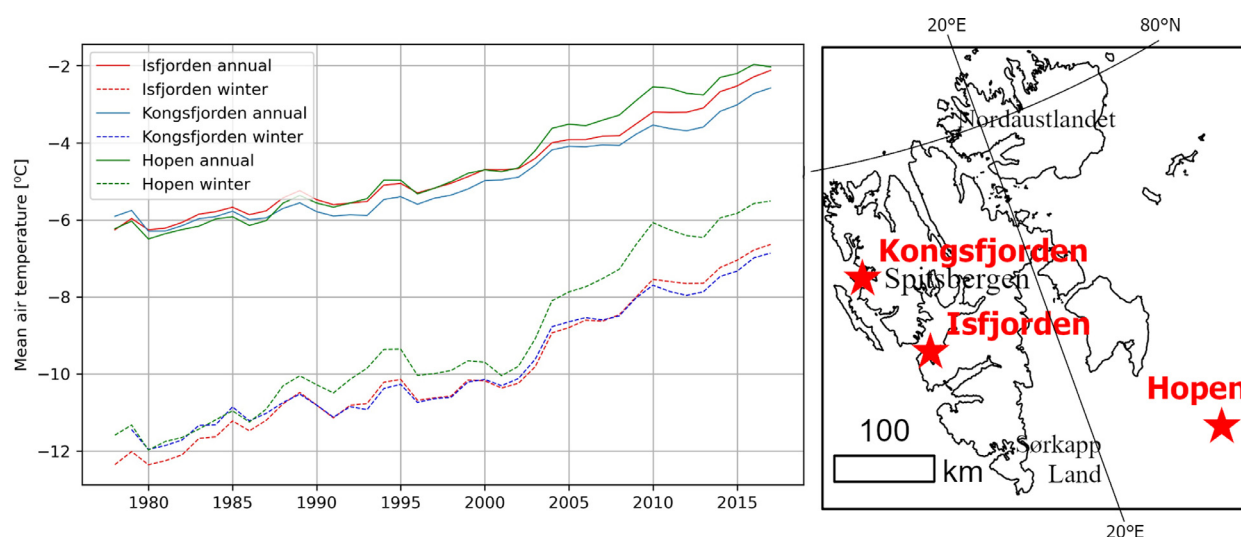 Mean air temperature [°C]
−2
−4
−6
−8
−10
−12
Isfjorden annual
Isfjorden winter
Kongsfjorden annual
Kongsfjorden winter
Hopen annual
Hopen winter
1980 1985 1990 1995 2000 2005 2010 2015
20°E 80°N
Nordaustlandet
Kongsfjorden
Spitsbergen
Isfjorden
Hopen
100
km
Sørkapp
Land
20°E